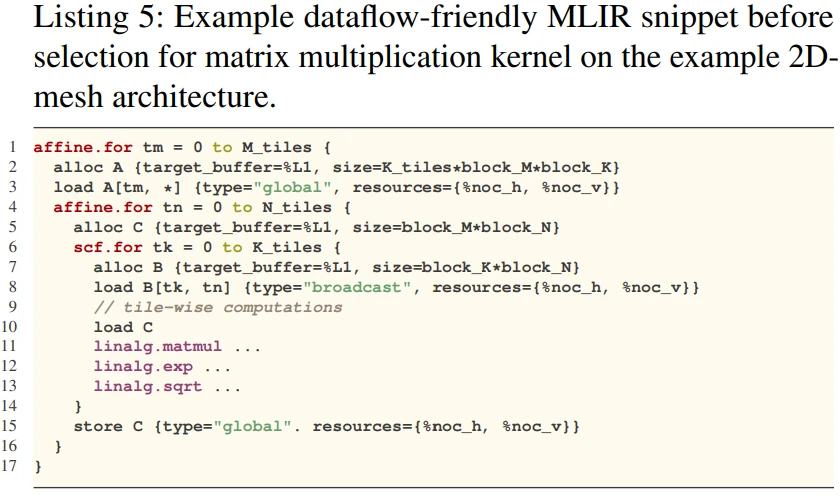 Listing 5: Example dataflow-friendly MLIR snippet before
selection for matrix multiplication kernel on the example 2D-
mesh architecture.
1 affine.for tm = 0 to M_tiles {
2   alloc A {target_buffer=%L1, size=K_tiles*block_M*block_K}
3   load A[tm, *] {type="global", resources={%noc_h, %noc_v}}
4   affine.for tn = 0 to N_tiles {
5     alloc C {target_buffer=%L1, size=block_M*block_N}
6     scf.for tk = 0 to K_tiles {
7       alloc B {target_buffer=%L1, size=block_K*block_N}
8       load B[tk, tn] {type="broadcast", resources={%noc_h, %noc_v}}
9       // tile-wise computations
10       load C
11       linalg.matmul ...
12       linalg.exp ...
13       linalg.sqrt ...
14     }
15     store C {type="global". resources={%noc_h, %noc_v}}
16   }
17 }